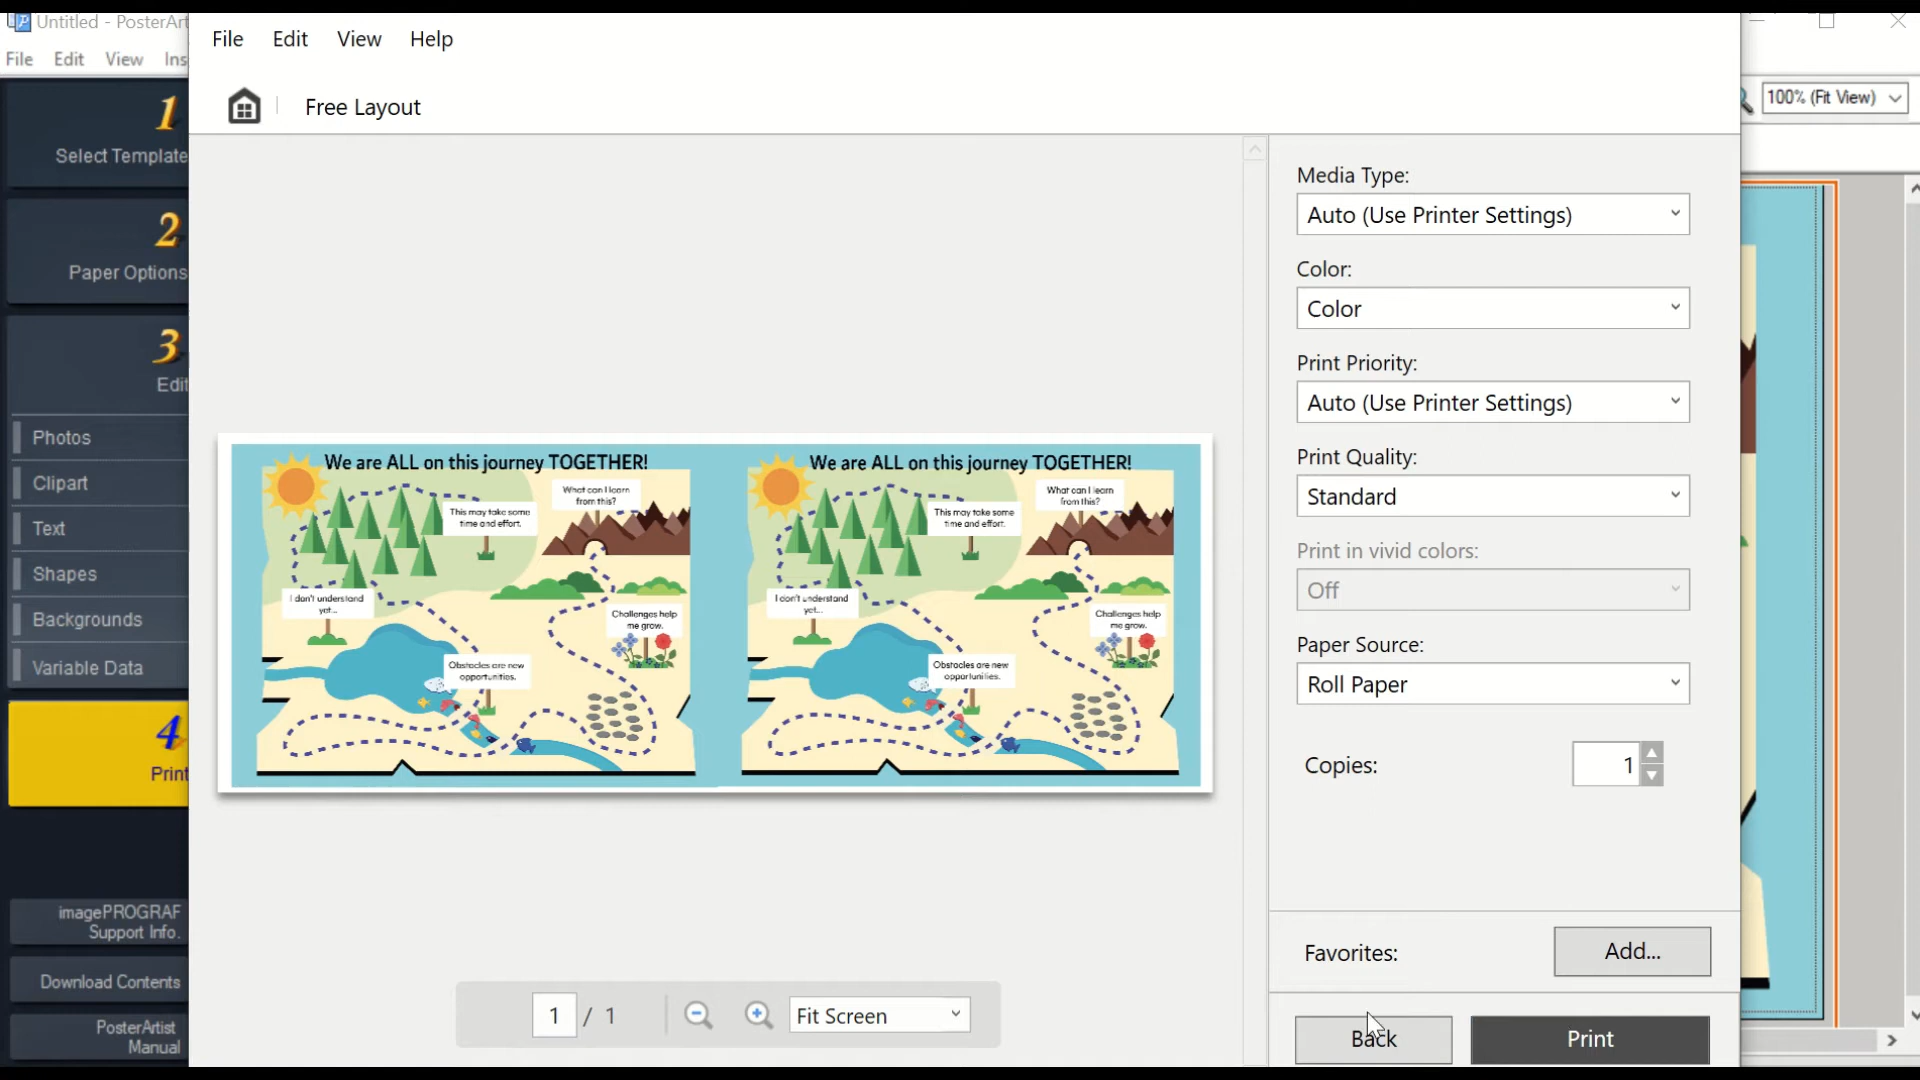 Untitled - PosterArt
File Edit View Ins
1
Select Template
2
Paper Options
3
Edit
Photos
Clipart
Text
Shapes
Backgrounds
Variable Data
4
Print
imagePROGRAF
Support Info.
Download Contents
PosterArtist
Manual
File Edit View Help
Free Layout
We are ALL on this journey TOGETHER!
What can I learn
from this?
This may take some
time and effort.
I don't understand
yet...
Challenges help
me grow.
Obstacles are new
opportunities.
We are ALL on this journey TOGETHER!
What can I learn
from this?
This may take some
time and effort.
I don't understand
yet...
Challenges help
me grow.
Obstacles are new
opportunities.
1 / 1 Fit Screen
Media Type:
Auto (Use Printer Settings)
Color:
Color
Print Priority:
Auto (Use Printer Settings)
Print Quality:
Standard
Print in vivid colors:
Off
Paper Source:
Roll Paper
Copies: 1
Favorites: Add...
Back Print
100% (Fit View)